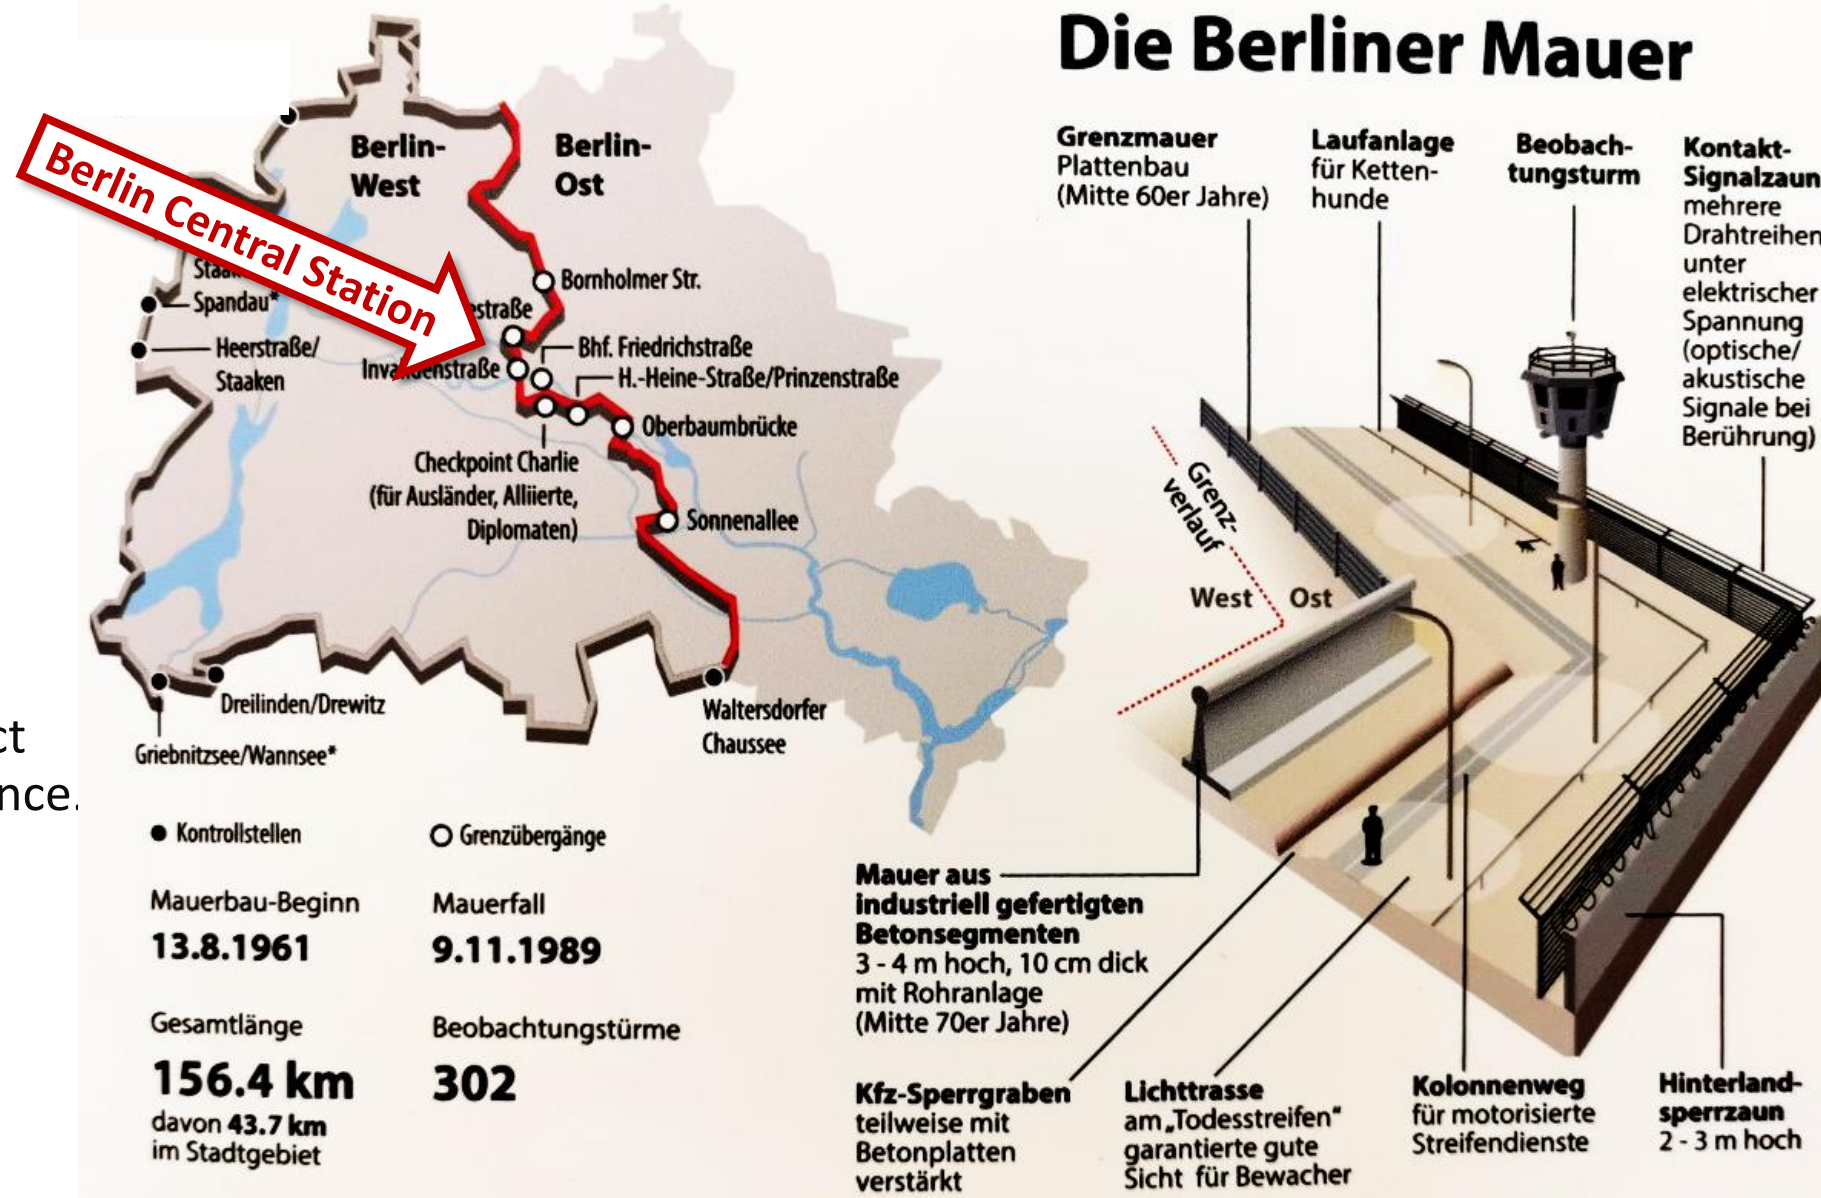 Die Berliner Mauer
Berlin-
West
Berlin-
Ost
Berlin Central Station
Spandau*
Heerstraße/
Staaken
Bornholmer Str.
Invalidenstraße
Bhf. Friedrichstraße
H.-Heine-Straße/Prinzenstraße
Oberbaumbrücke
Checkpoint Charlie
(für Ausländer, Alliierte,
Diplomaten)
Sonnenallee
Dreilinden/Drewitz
Griebnitzsee/Wannsee*
Waltersdorfer
Chaussee
ct
nce.
Kontrollstellen
Grenzübergänge
Mauerbau-Beginn
13.8.1961
Mauerfall
9.11.1989
Gesamtlänge
156.4 km
davon 43.7 km
im Stadtgebiet
Beobachtungstürme
302
Grenzmauer
Plattenbau
(Mitte 60er Jahre)
Laufanlage
für Ketten-
hunde
Beobach-
tungsturm
Kontakt-
Signalzaun
mehrere
Drahtreihen
unter
elektrischer
Spannung
(optische/
akustische
Signale bei
Berührung)
Grenz-
verlauf
West
Ost
Mauer aus
industriell gefertigten
Betonsegmenten
3 - 4 m hoch, 10 cm dick
mit Rohranlage
(Mitte 70er Jahre)
Kfz-Sperrgraben
teilweise mit
Betonplatten
verstärkt
Lichttrasse
am „Todesstreifen“
garantierte gute
Sicht für Bewacher
Kolonnenweg
für motorisierte
Streifendienste
Hinterland-
sperrzaun
2 - 3 m hoch